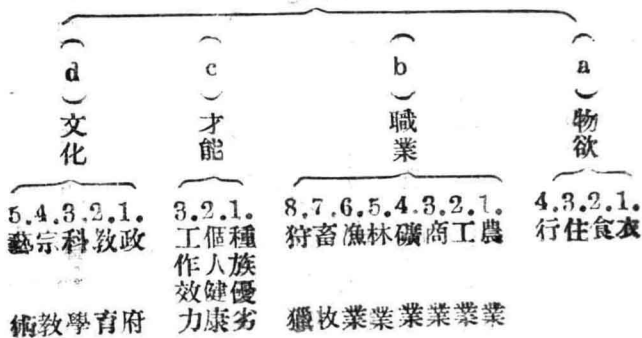 (a)物欲
1.衣
2.食
3.住
4.行
(b)職業
1.農業
2.工業
3.商業
4.礦業
5.林業
6.漁業
7.畜牧
8.狩獵
(c)才能
1.種族優劣
2.個人健康
3.工作效力
(d)文化
1.政府
2.教育
3.科學
4.宗教
5.藝術